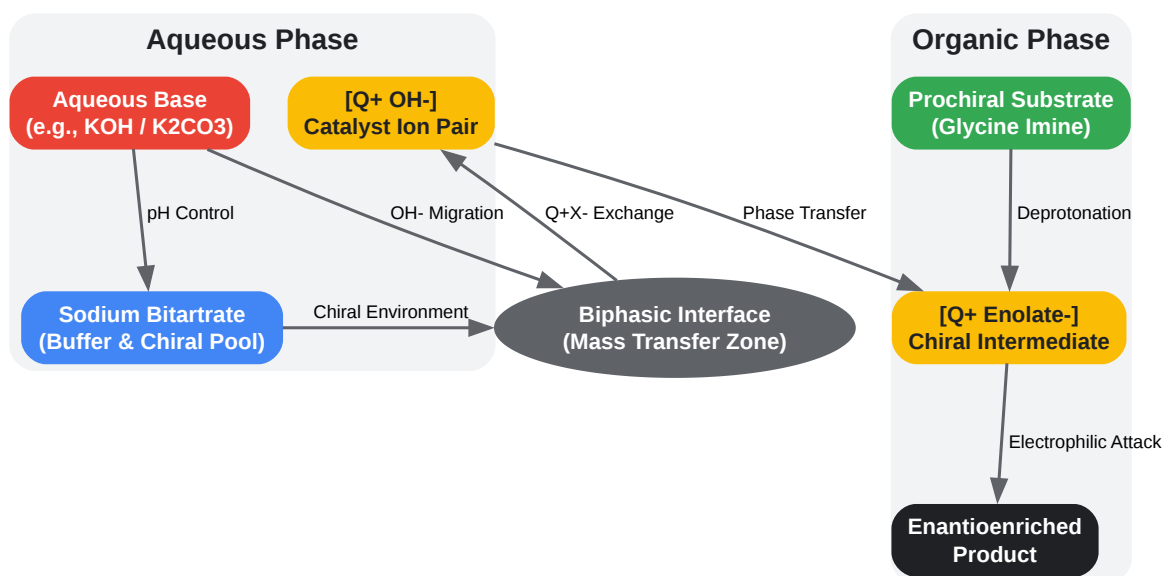 Aqueous Phase
Organic Phase
Aqueous Base
(e.g., KOH / K2CO3)
[Q+ OH-]
Catalyst Ion Pair
Prochiral Substrate
(Glycine Imine)
pH Control
OH- Migration
Q+X- Exchange
Phase Transfer
Deprotonation
Sodium Bitartrate
(Buffer & Chiral Pool)
Chiral Environment
Biphasic Interface
(Mass Transfer Zone)
[Q+ Enolate-]
Chiral Intermediate
Electrophilic Attack
Enantioenriched
Product